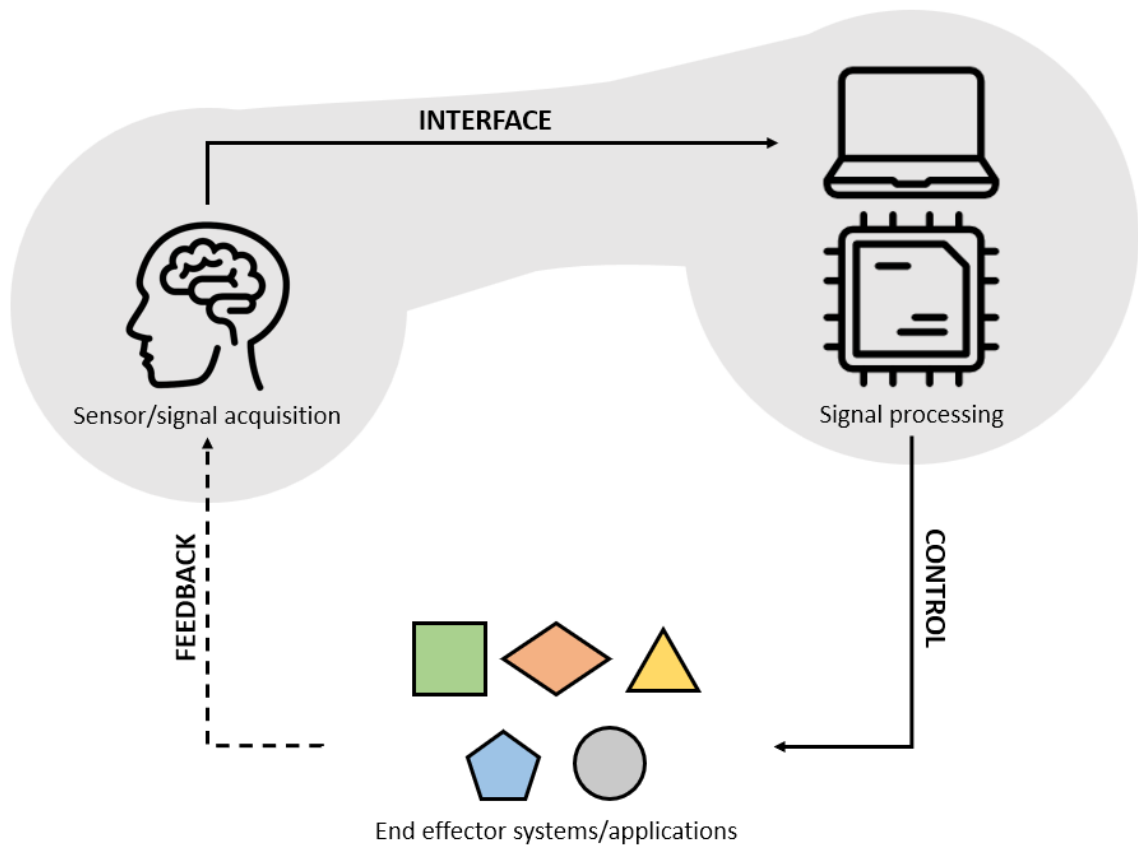 INTERFACE
Sensor/signal acquisition
Signal processing
FEEDBACK
CONTROL
End effector systems/applications